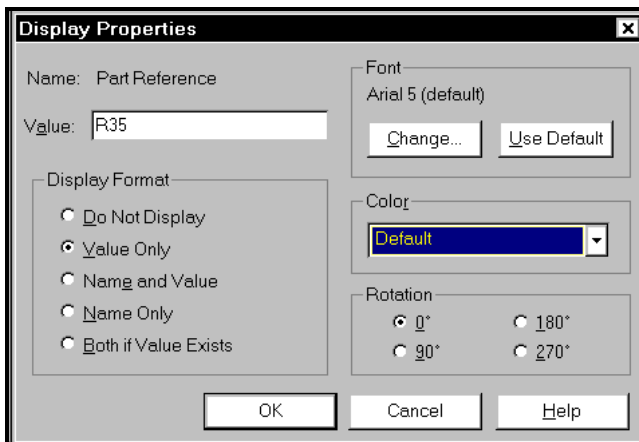 Display Properties
Name: Part Reference
Value: R35
Display Format
Do Not Display
Value Only
Name and Value
Name Only
Both if Value Exists
Font
Arial 5 (default)
Change... Use Default
Color
Default
Rotation
0° 180°
90° 270°
OK Cancel Help